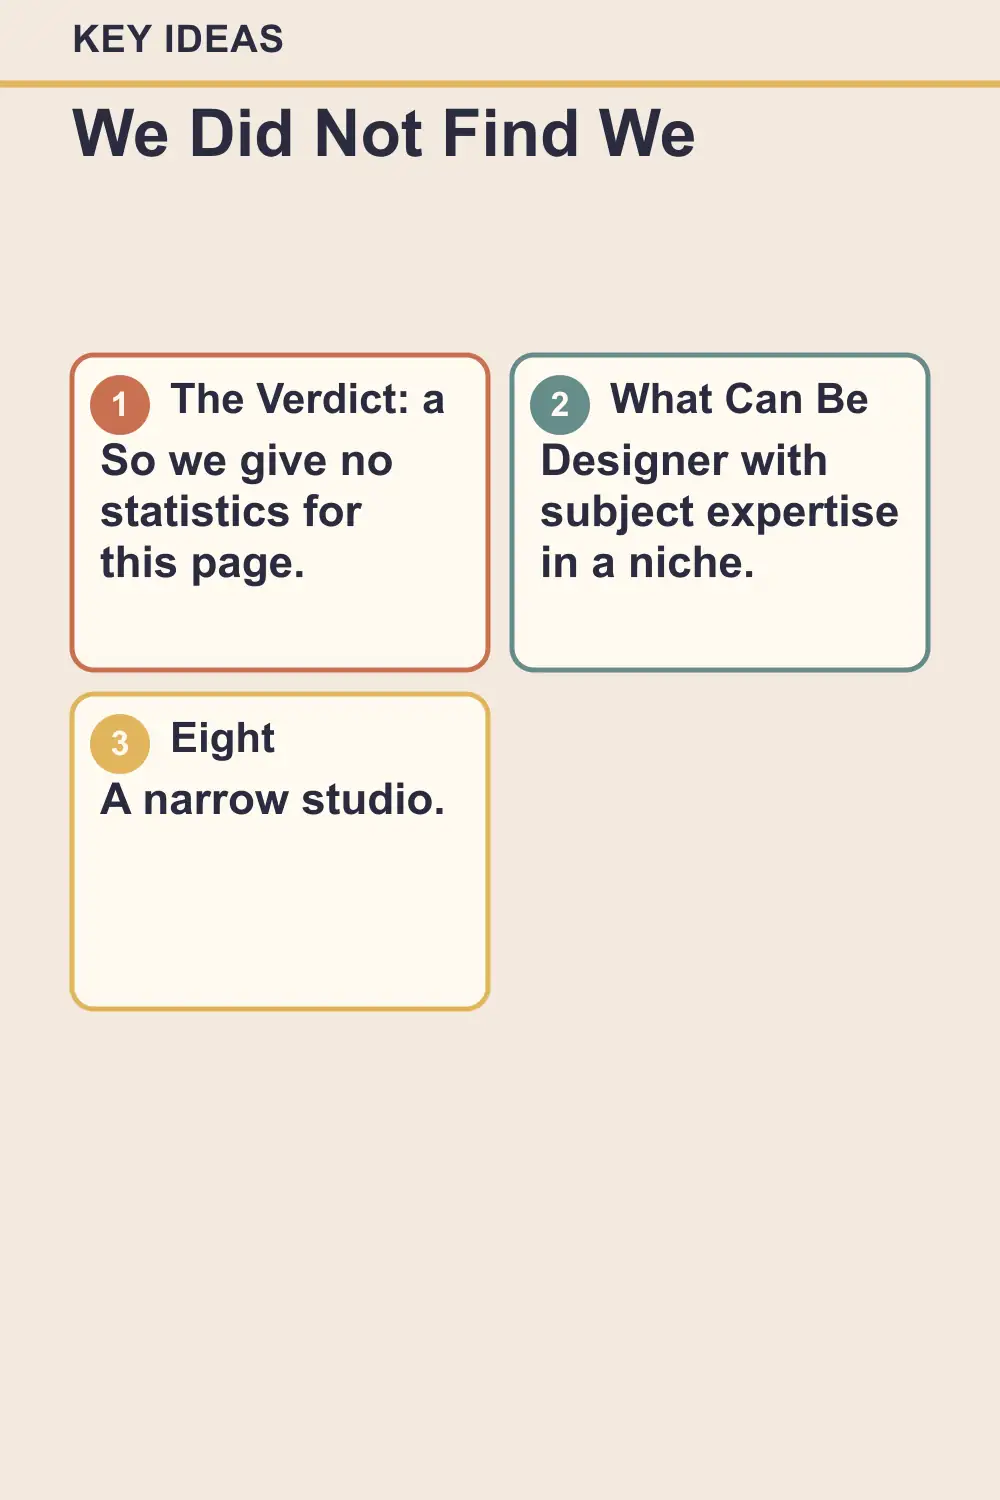 KEY IDEAS
We Did Not Find We
1 The Verdict: a
So we give no
statistics for
this page.
2 What Can Be
Designer with
subject expertise
in a niche.
3 Eight
A narrow studio.